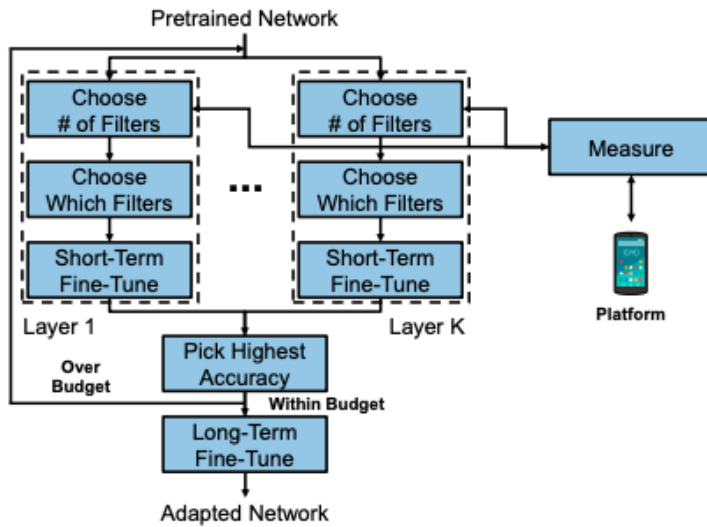 Pretrained Network
Choose
# of Filters
Choose
Which Filters
Short-Term
Fine-Tune
Layer 1
...
Choose
# of Filters
Choose
Which Filters
Short-Term
Fine-Tune
Layer K
Measure
Platform
Pick Highest
Accuracy
Over
Budget
Within Budget
Long-Term
Fine-Tune
Adapted Network